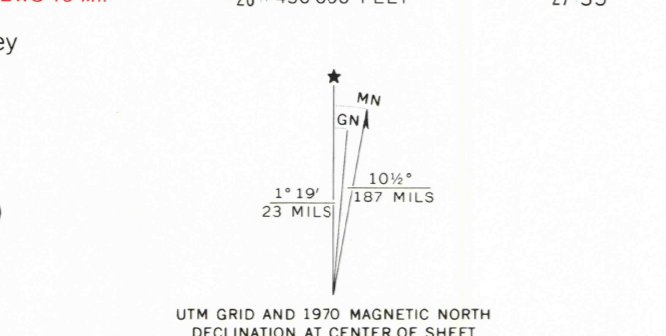 ey
★
MN
GN
1° 19′
23 MILS
10½°
187 MILS
UTM GRID AND 1970 MAGNETIC NORTH
DECLINATION AT CENTER OF SHEET